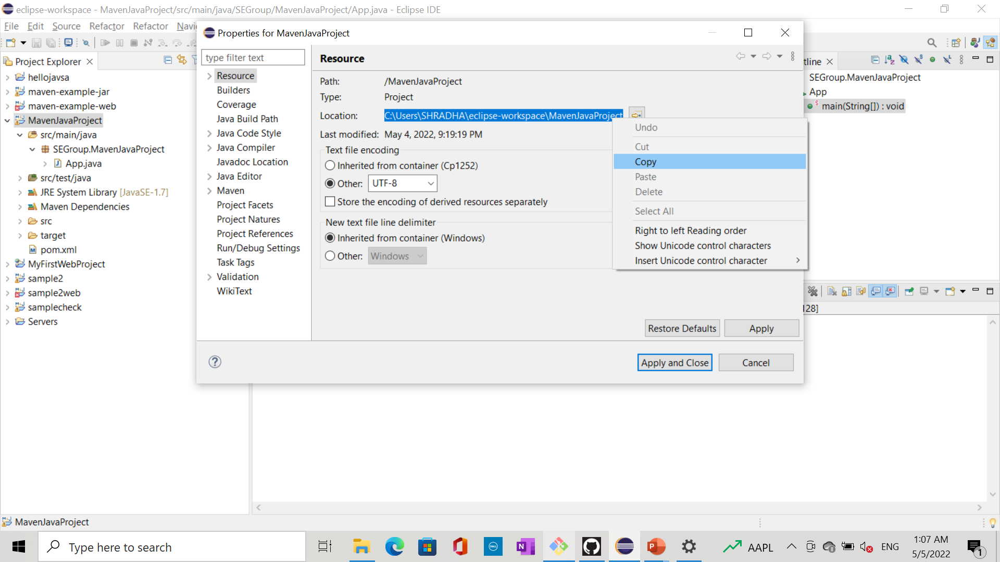 eclipse-workspace - MavenJavaProject/src/main/java/SEGroup/MavenJavaProject/App.java - Eclipse IDE
File Edit Source Refactor Refactor
Project Explorer
hellojavsa
maven-example-jar
maven-example-web
MavenJavaProject
src/main/java
SEGroup.MavenJavaProject
App.java
src/test/java
JRE System Library [JavaSE-1.7]
Maven Dependencies
src
target
pom.xml
MyFirstWebProject
sample2
sample2web
samplecheck
Servers
Properties for MavenJavaProject
type filter text
Resource
Builders
Coverage
Java Build Path
Java Code Style
Java Compiler
Javadoc Location
Java Editor
Maven
Project Facets
Project Natures
Project References
Run/Debug Settings
Task Tags
Validation
WikiText
Resource
Path: /MavenJavaProject
Type: Project
Location: C:\Users\SHRADHA\eclipse-workspace\MavenJavaProject
Last modified: May 4, 2022, 9:19:19 PM
Text file encoding
Inherited from container (Cp1252)
Other: UTF-8
Store the encoding of derived resources separately
New text file line delimiter
Inherited from container (Windows)
Other: Windows
Undo
Cut
Copy
Paste
Delete
Select All
Right to left Reading order
Show Unicode control characters
Insert Unicode control character
Restore Defaults Apply
Apply and Close Cancel
tline
SEGroup.MavenJavaProject
App
main(String[]) : void
128]
MavenJavaProject
Type here to search
AAPL
ENG
1:07 AM
5/5/2022
1